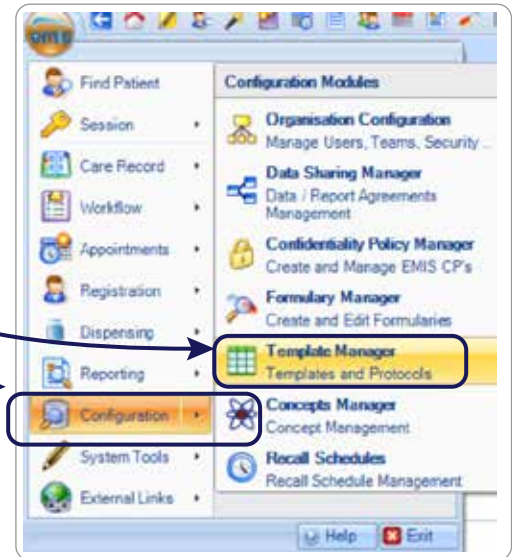 emis
Find Patient
Session
Care Record
Workflow
Appointments
Registration
Dispensing
Reporting
Configuration
System Tools
External Links
Configuration Modules
Organisation Configuration
Manage Users, Teams, Security ..
Data Sharing Manager
Data / Report Agreements
Management
Confidentiality Policy Manager
Create and Manage EMIS CP's
Formulary Manager
Create and Edit Formularies
Template Manager
Templates and Protocols
Concepts Manager
Concept Management
Recall Schedules
Recall Schedule Management
Help
Exit